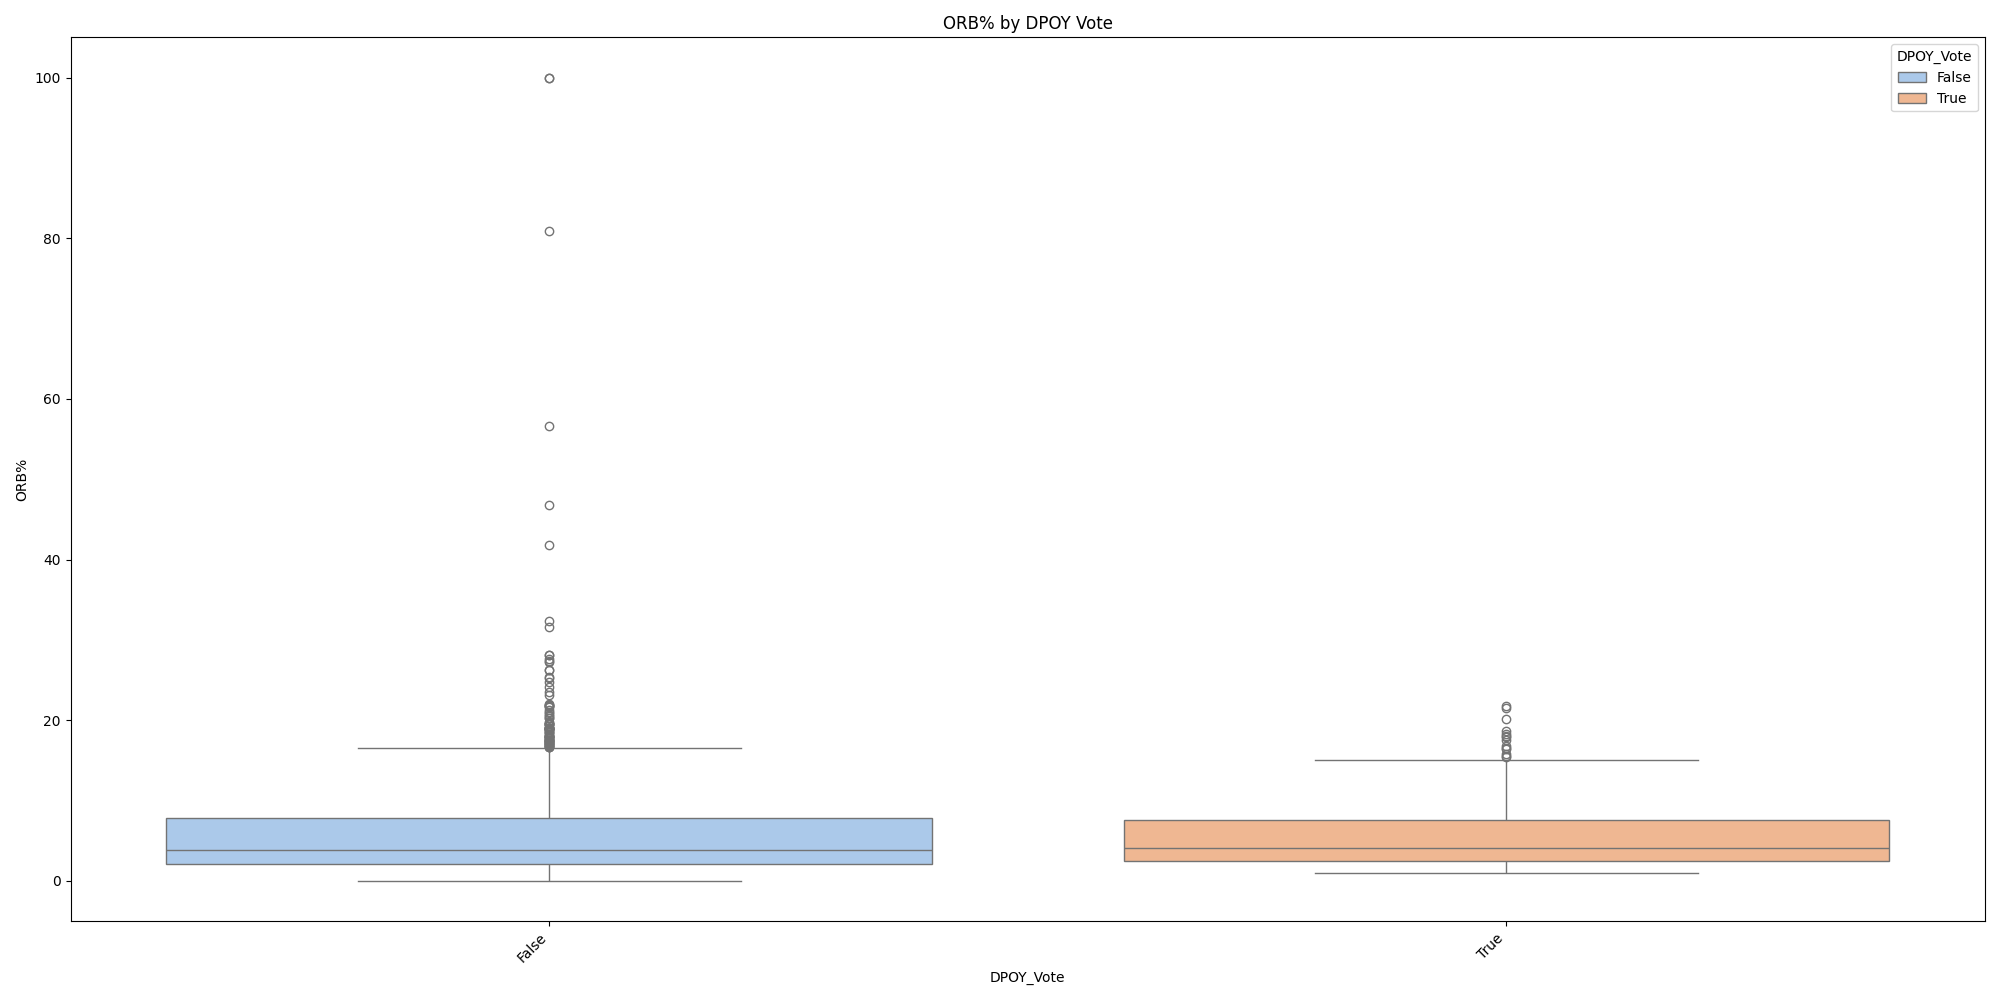 ORB% by DPOY Vote
DPOY_Vote
False
True
100
80
60
40
20
0
ORB%
False
True
DPOY_Vote